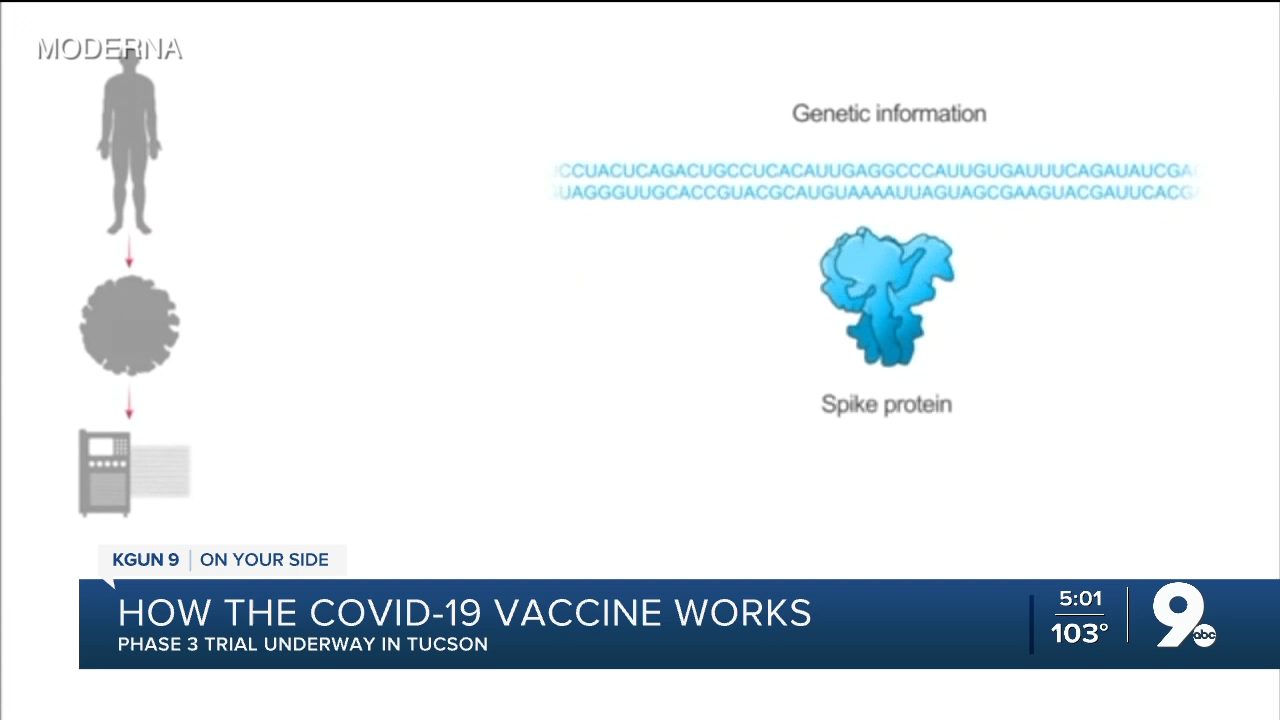 MODERNA
Genetic information
CCUACUCAGACUGCCUCACAUUGAGGCCCAUUGUGAUUUCAGAUAUCGA
UAGGGUUGCACCGUACGCAUGUAAAAUUAGUAGCGAAGUACGAUUCACG
Spike protein
KGUN 9 | ON YOUR SIDE
HOW THE COVID-19 VACCINE WORKS
PHASE 3 TRIAL UNDERWAY IN TUCSON
5:01
103°
9
abc